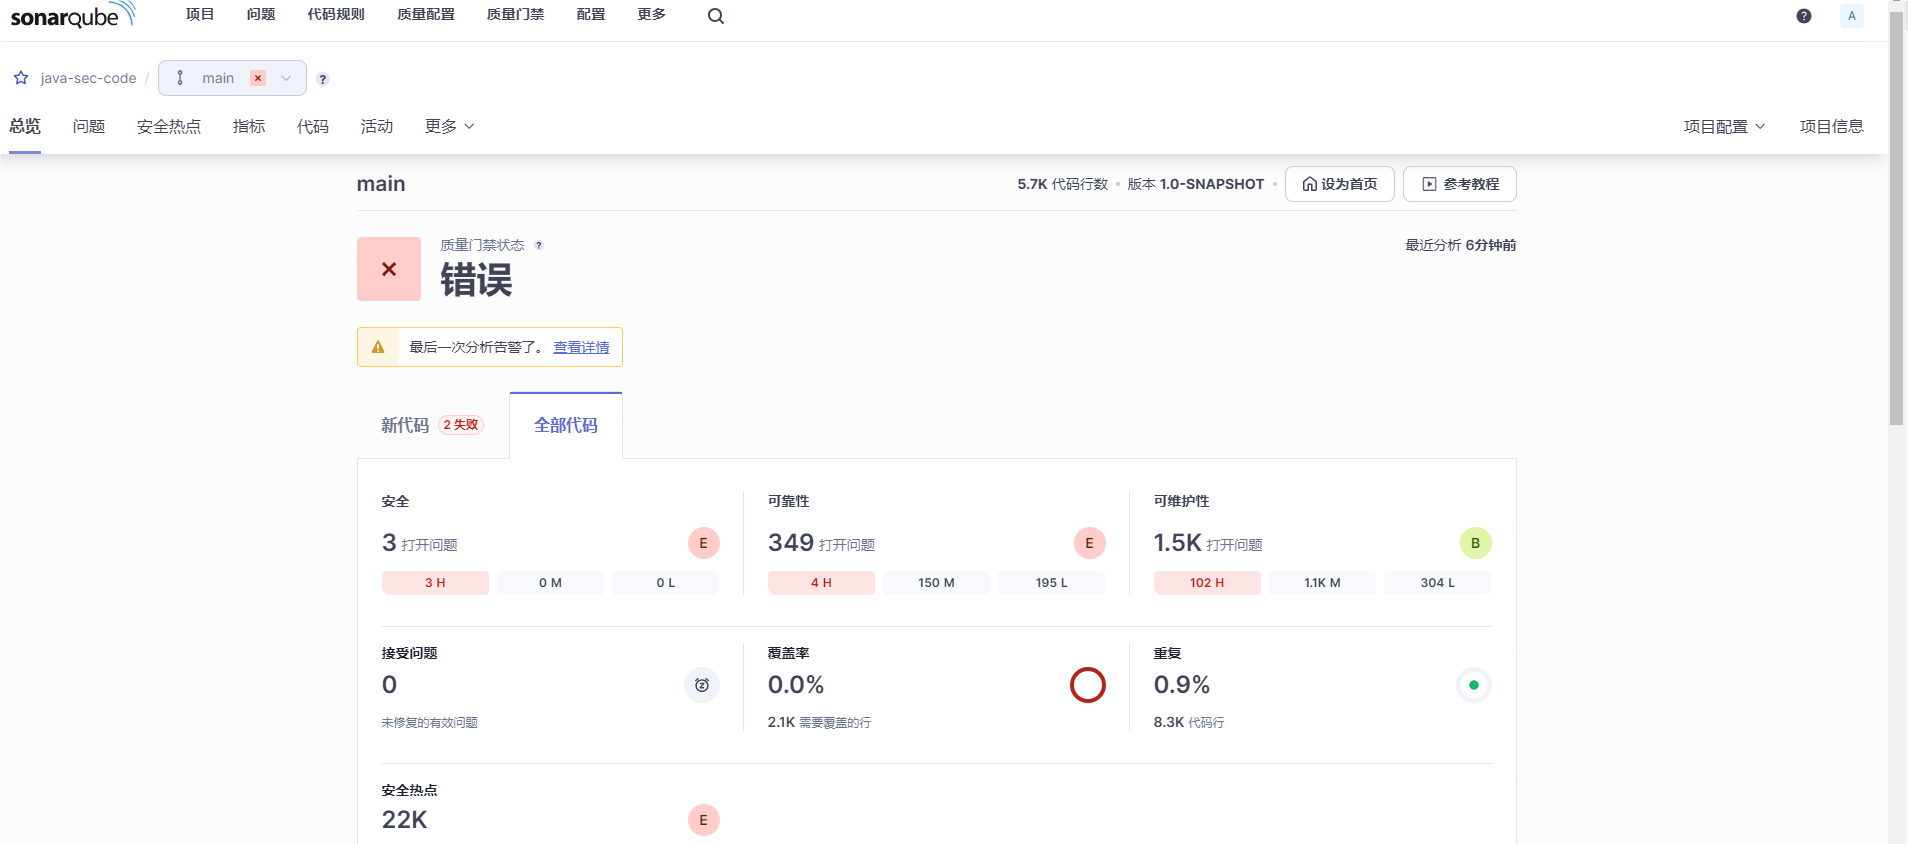 sonarqube 项目 问题 代码规则 质量配置 质量门禁 配置 更多 ? A
java-sec-code / main × ?
总览 问题 安全热点 指标 代码 活动 更多 项目配置 项目信息
main 5.7K 代码行数 • 版本 1.0-SNAPSHOT • 设为首页 参考教程
质量门禁状态 ? 最近分析 6分钟前
错误
最后一次分析告警了。 查看详情
新代码 2 失败 全部代码
安全 可靠性 可维护性
3 打开问题 E 349 打开问题 E 1.5K 打开问题 B
3 H 0 M 0 L 4 H 150 M 195 L 102 H 1.1K M 304 L
接受问题 覆盖率 重复
0 0.0% 0.9%
未修复的有效问题 2.1K 需要覆盖的行 8.3K 代码行
安全热点
22K E